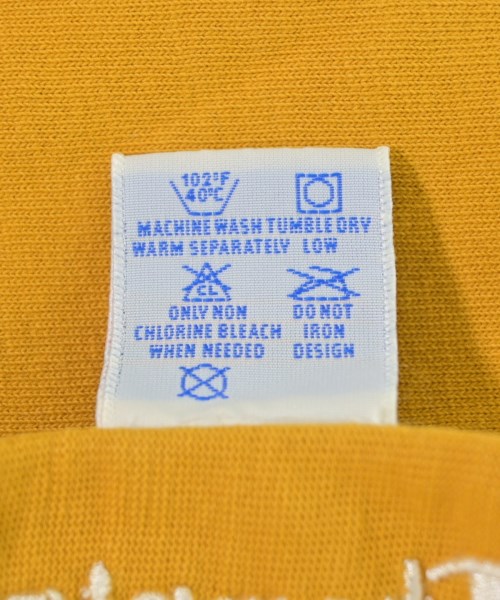 102°F
40°C
MACHINE WASH TUMBLE DRY
WARM SEPARATELY LOW
CL
ONLY NON
CHLORINE BLEACH
WHEN NEEDED
DO NOT
IRON
DESIGN